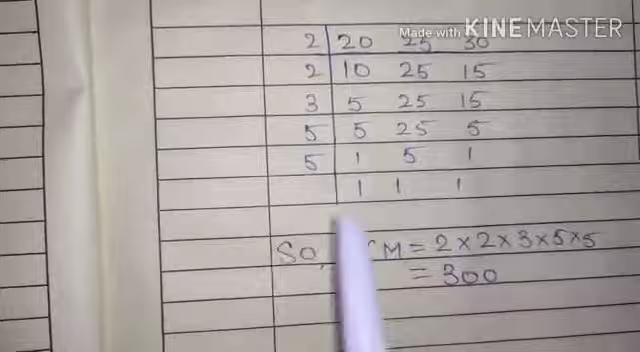 Made with KINEMASTER
2 20 25 30
2 10 25 15
3 5 25 15
5 5 25 5
5 1 5 1
1 1 1
So, M = 2×2×3×5×5
= 300